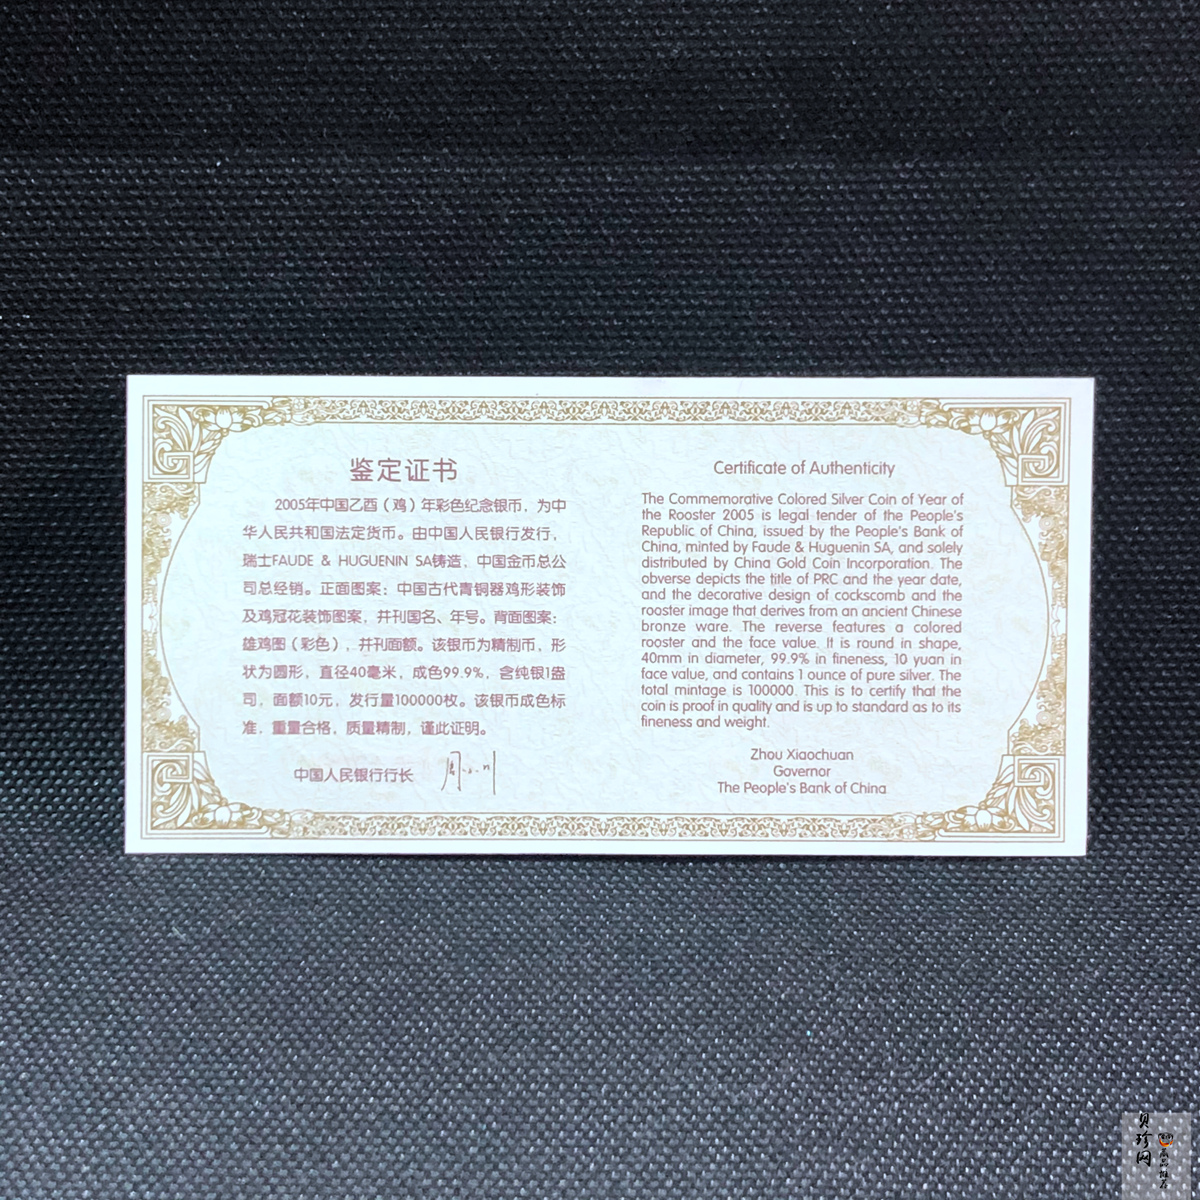 鉴定证书
2005年中国乙酉（鸡）年彩色纪念银币，为中
华人民共和国法定货币。由中国人民银行发行，
瑞士FAUDE & HUGUENIN SA铸造，中国金币总公
司总经销。正面图案：中国古代青铜器鸡形装饰
及鸡冠花装饰图案，并刊国名、年号。背面图案：
雄鸡图（彩色），并刊面额。该银币为精制币，形
状为圆形，直径40毫米，成色99.9%，含纯银1盎
司，面额10元，发行量100000枚。该银币成色标
准，重量合格，质量精制，谨此证明。
中国人民银行行长 周小川
Certificate of Authenticity
The Commemorative Colored Silver Coin of Year of
the Rooster 2005 is legal tender of the People's
Republic of China, issued by the People's Bank of
China, minted by Faude & Huguenin SA, and solely
distributed by China Gold Coin Incorporation. The
obverse depicts the title of PRC and the year date,
and the decorative design of cockscomb and the
rooster image that derives from an ancient Chinese
bronze ware. The reverse features a colored
rooster and the face value. It is round in shape,
40mm in diameter, 99.9% in fineness, 10 yuan in
face value, and contains 1 ounce of pure silver. The
total mintage is 100000. This is to certify that the
coin is proof in quality and is up to standard as to its
fineness and weight.
Zhou Xiaochuan
Governor
The People's Bank of China
贝珍网
藏品推荐